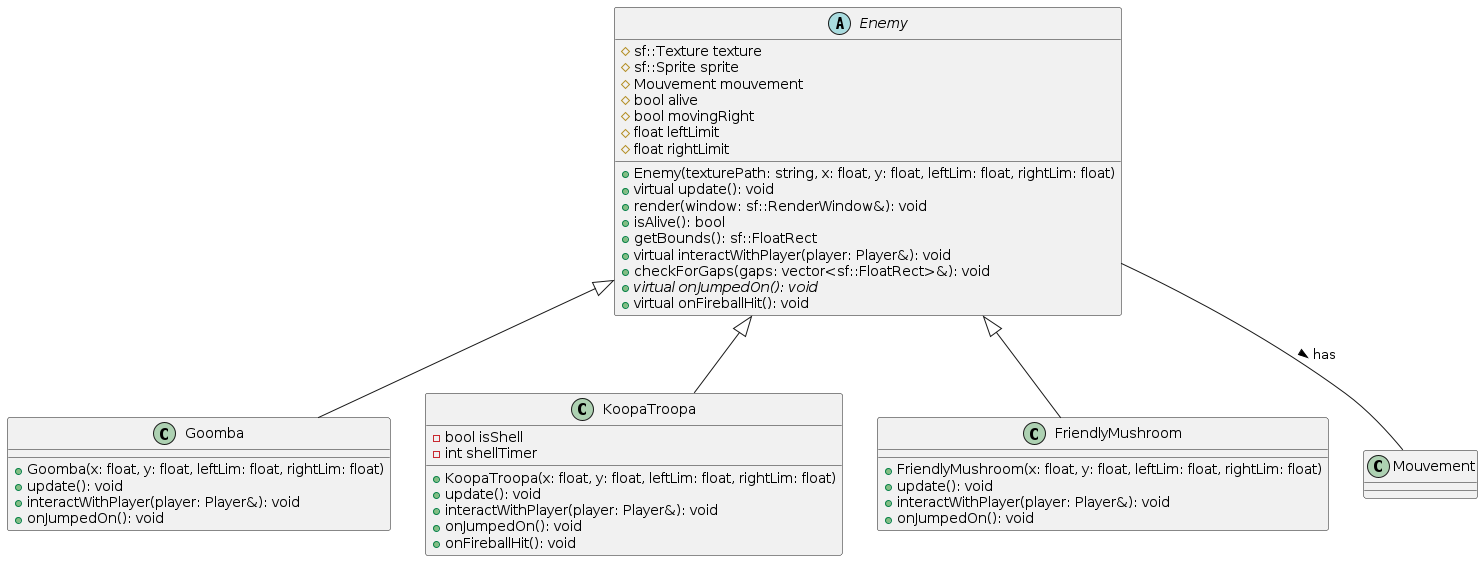 A Enemy
sf::Texture texture
sf::Sprite sprite
Mouvement mouvement
bool alive
bool movingRight
float leftLimit
float rightLimit
Enemy(texturePath: string, x: float, y: float, leftLim: float, rightLim: float)
virtual update(): void
render(window: sf::RenderWindow&): void
isAlive(): bool
getBounds(): sf::FloatRect
virtual interactWithPlayer(player: Player&): void
checkForGaps(gaps: vector<sf::FloatRect>&): void
virtual onJumpedOn(): void
virtual onFireballHit(): void
has
C Goomba
Goomba(x: float, y: float, leftLim: float, rightLim: float)
update(): void
interactWithPlayer(player: Player&): void
onJumpedOn(): void
C KoopaTroopa
bool isShell
int shellTimer
KoopaTroopa(x: float, y: float, leftLim: float, rightLim: float)
update(): void
interactWithPlayer(player: Player&): void
onJumpedOn(): void
onFireballHit(): void
C FriendlyMushroom
FriendlyMushroom(x: float, y: float, leftLim: float, rightLim: float)
update(): void
interactWithPlayer(player: Player&): void
onJumpedOn(): void
C Mouvement